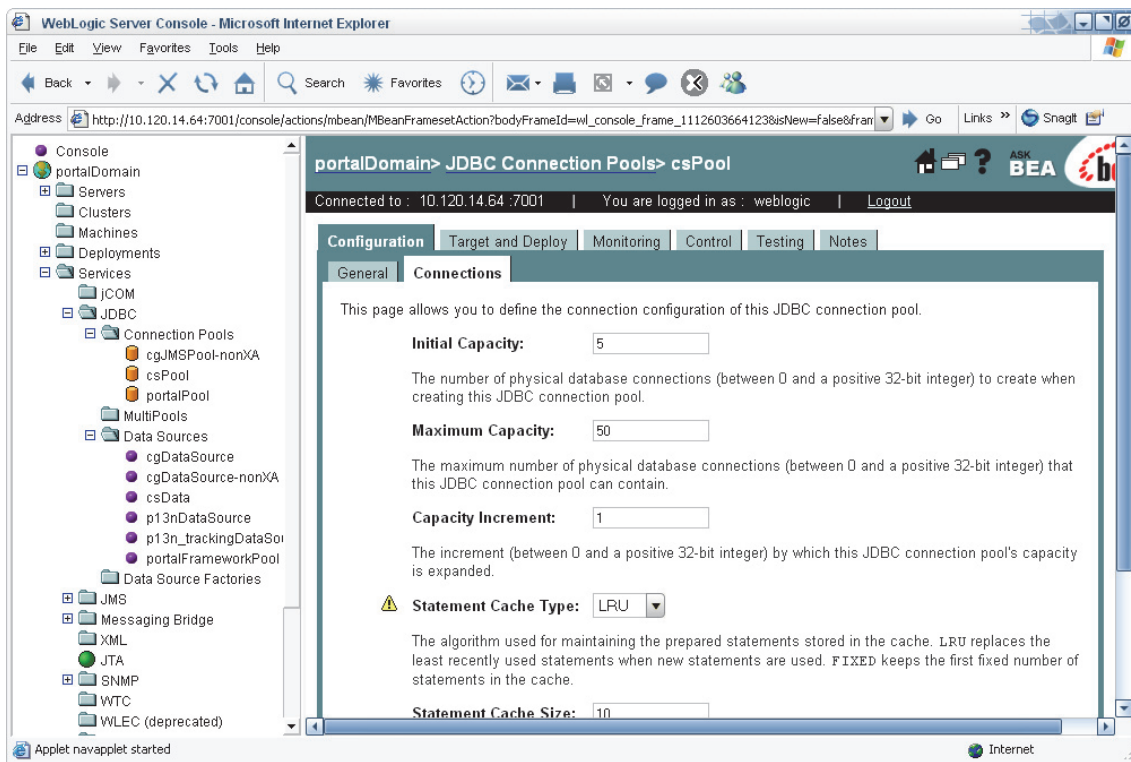 WebLogic Server Console - Microsoft Internet Explorer
File Edit View Favorites Tools Help
Back Search Favorites
Address http://10.120.14.64:7001/console/actions/mbean/MBeanFramesetAction?bodyFrameId=wl_console_frame_1112603664123&isNew=false&fram Go Links » SnagIt
Console
portalDomain
Servers
Clusters
Machines
Deployments
Services
jCOM
JDBC
Connection Pools
cgJMSPool-nonXA
csPool
portalPool
MultiPools
Data Sources
cgDataSource
cgDataSource-nonXA
csData
p13nDataSource
p13n_trackingDataSou
portalFrameworkPool
Data Source Factories
JMS
Messaging Bridge
XML
JTA
SNMP
WTC
WLEC (deprecated)
portalDomain> JDBC Connection Pools> csPool
ASK
BEA
Connected to : 10.120.14.64 :7001 | You are logged in as : weblogic | Logout
Configuration Target and Deploy Monitoring Control Testing Notes
General Connections
This page allows you to define the connection configuration of this JDBC connection pool.
Initial Capacity: 5
The number of physical database connections (between 0 and a positive 32-bit integer) to create when
creating this JDBC connection pool.
Maximum Capacity: 50
The maximum number of physical database connections (between 0 and a positive 32-bit integer) that
this JDBC connection pool can contain.
Capacity Increment: 1
The increment (between 0 and a positive 32-bit integer) by which this JDBC connection pool's capacity
is expanded.
Statement Cache Type: LRU
The algorithm used for maintaining the prepared statements stored in the cache. LRU replaces the
least recently used statements when new statements are used. FIXED keeps the first fixed number of
statements in the cache.
Statement Cache Size: 10
Applet navapplet started Internet